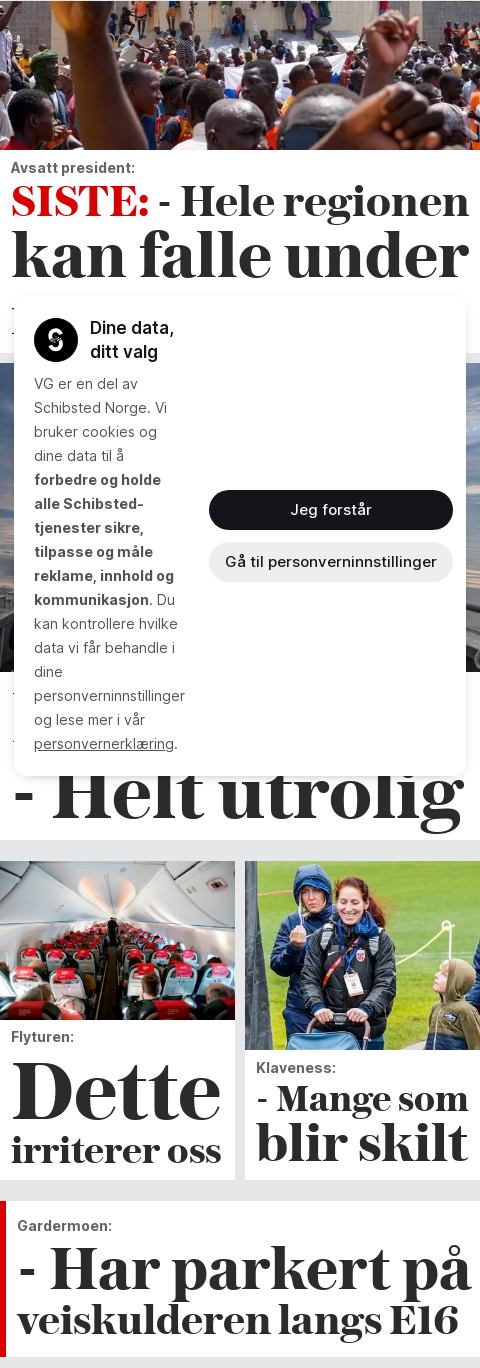 Avsatt president:
SISTE: - Hele regionen
kan falle under
Dine data,
ditt valg
VG er en del av
Schibsted Norge. Vi
bruker cookies og
dine data til å
forbedre og holde
alle Schibsted-
tjenester sikre,
tilpasse og måle
reklame, innhold og
kommunikasjon. Du
kan kontrollere hvilke
data vi får behandle i
dine
personverninnstillinger
og lese mer i vår
personvernerklæring.
Jeg forstår
Gå til personverninnstillinger
- Helt utrolig
Flyturen:
Dette
irriterer oss
Klaveness:
- Mange som
blir skilt
Gardermoen:
- Har parkert på
veiskulderen langs E16